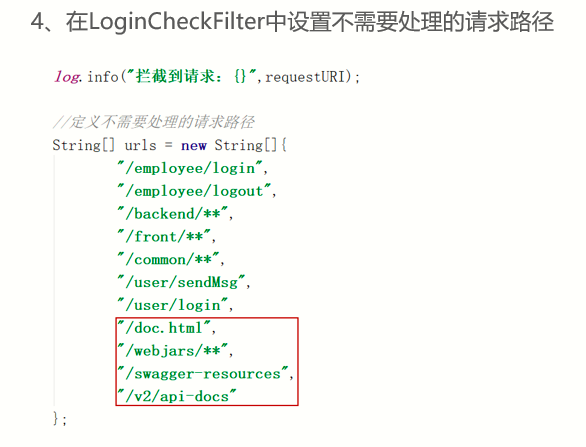 4、在LoginCheckFilter中设置不需要处理的请求路径
log.info("拦截到请求：{}",requestURI);
//定义不需要处理的请求路径
String[] urls = new String[]{
"/employee/login",
"/employee/logout",
"/backend/**",
"/front/**",
"/common/**",
"/user/sendMsg",
"/user/login",
"/doc.html",
"/webjars/**",
"/swagger-resources",
"/v2/api-docs"
};